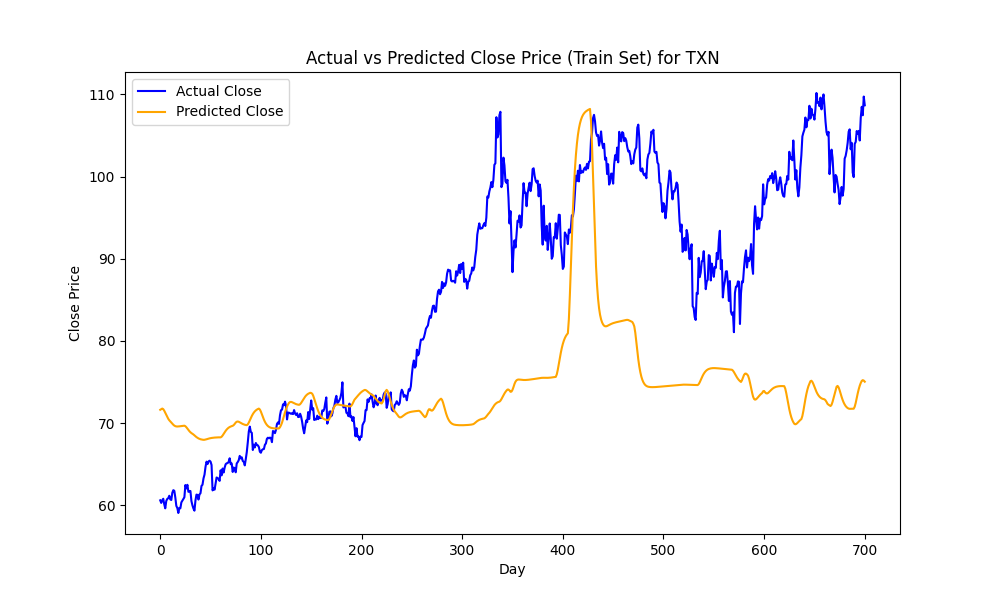 Actual vs Predicted Close Price (Train Set) for TXN
Actual Close
Predicted Close
110
100
90
80
70
60
Close Price
0 100 200 300 400 500 600 700
Day